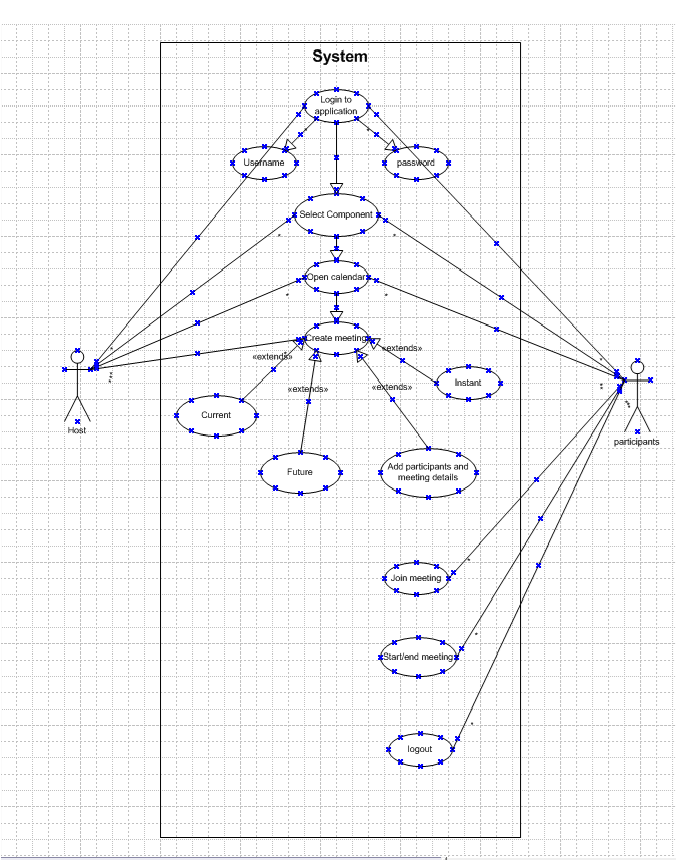 System
Login to
application
Username
password
Select Component
Open calendar
Create meeting
«extends»
«extends»
«extends»
«extends»
Instant
Current
Host
participants
Future
Add participants and
meeting details
Join meeting
Start/end meeting
logout